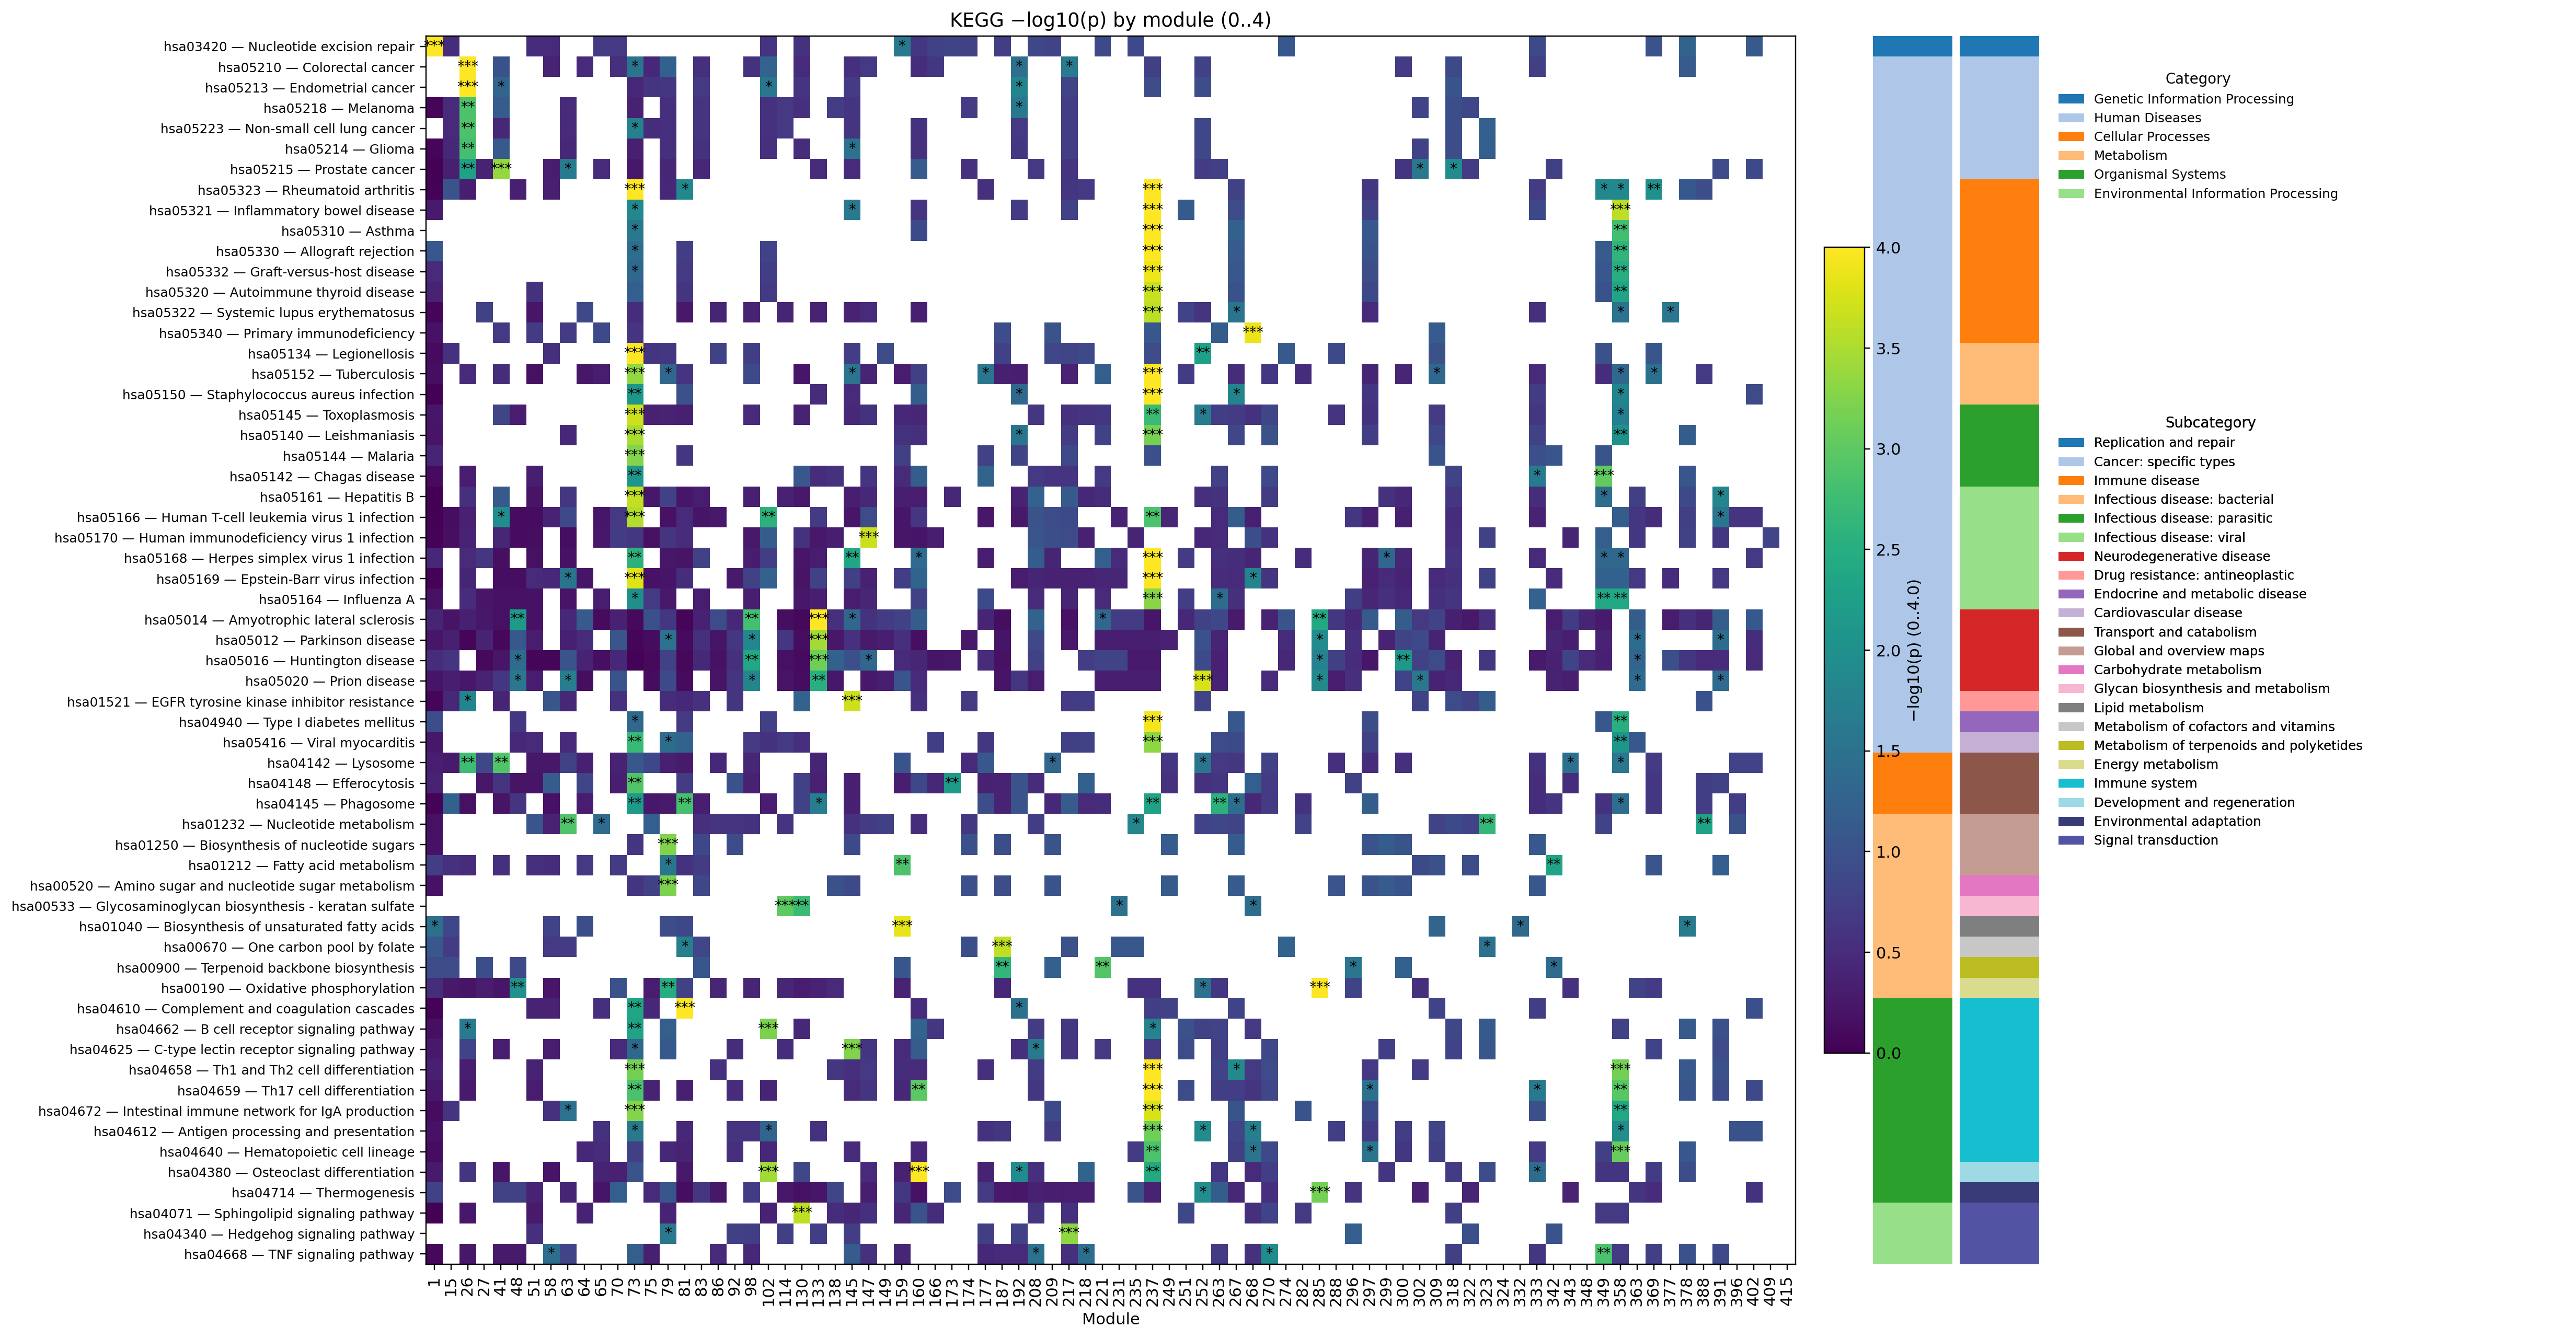 KEGG −log10(p) by module (0..4)
hsa03420 — Nucleotide excision repair
hsa05210 — Colorectal cancer
hsa05213 — Endometrial cancer
hsa05218 — Melanoma
hsa05223 — Non-small cell lung cancer
hsa05214 — Glioma
hsa05215 — Prostate cancer
hsa05323 — Rheumatoid arthritis
hsa05321 — Inflammatory bowel disease
hsa05310 — Asthma
hsa05330 — Allograft rejection
hsa05332 — Graft-versus-host disease
hsa05320 — Autoimmune thyroid disease
hsa05322 — Systemic lupus erythematosus
hsa05340 — Primary immunodeficiency
hsa05134 — Legionellosis
hsa05152 — Tuberculosis
hsa05150 — Staphylococcus aureus infection
hsa05145 — Toxoplasmosis
hsa05140 — Leishmaniasis
hsa05144 — Malaria
hsa05142 — Chagas disease
hsa05161 — Hepatitis B
hsa05166 — Human T-cell leukemia virus 1 infection
hsa05170 — Human immunodeficiency virus 1 infection
hsa05168 — Herpes simplex virus 1 infection
hsa05169 — Epstein-Barr virus infection
hsa05164 — Influenza A
hsa05014 — Amyotrophic lateral sclerosis
hsa05012 — Parkinson disease
hsa05016 — Huntington disease
hsa05020 — Prion disease
hsa01521 — EGFR tyrosine kinase inhibitor resistance
hsa04940 — Type I diabetes mellitus
hsa05416 — Viral myocarditis
hsa04142 — Lysosome
hsa04148 — Efferocytosis
hsa04145 — Phagosome
hsa01232 — Nucleotide metabolism
hsa01250 — Biosynthesis of nucleotide sugars
hsa01212 — Fatty acid metabolism
hsa00520 — Amino sugar and nucleotide sugar metabolism
hsa00533 — Glycosaminoglycan biosynthesis - keratan sulfate
hsa01040 — Biosynthesis of unsaturated fatty acids
hsa00670 — One carbon pool by folate
hsa00900 — Terpenoid backbone biosynthesis
hsa00190 — Oxidative phosphorylation
hsa04610 — Complement and coagulation cascades
hsa04662 — B cell receptor signaling pathway
hsa04625 — C-type lectin receptor signaling pathway
hsa04658 — Th1 and Th2 cell differentiation
hsa04659 — Th17 cell differentiation
hsa04672 — Intestinal immune network for IgA production
hsa04612 — Antigen processing and presentation
hsa04640 — Hematopoietic cell lineage
hsa04380 — Osteoclast differentiation
hsa04714 — Thermogenesis
hsa04071 — Sphingolipid signaling pathway
hsa04340 — Hedgehog signaling pathway
hsa04668 — TNF signaling pathway
1 15 26 27 41 48 51 58 63 64 65 70 73 75 79 81 83 86 92 98 102 114 130 133 138 145 147 149 159 160 166 173 174 177 187 192 208 209 217 218 221 231 235 237 249 251 252 263 267 268 270 274 282 285 288 296 297 299 300 302 309 318 322 323 324 332 333 342 343 348 349 358 363 369 377 378 388 391 396 402 409 415
Module
4.0
3.5
3.0
2.5
2.0
1.5
1.0
0.5
0.0
−log10(p) (0..4.0)
Category
Genetic Information Processing
Human Diseases
Cellular Processes
Metabolism
Organismal Systems
Environmental Information Processing
Subcategory
Replication and repair
Cancer: specific types
Immune disease
Infectious disease: bacterial
Infectious disease: parasitic
Infectious disease: viral
Neurodegenerative disease
Drug resistance: antineoplastic
Endocrine and metabolic disease
Cardiovascular disease
Transport and catabolism
Global and overview maps
Carbohydrate metabolism
Glycan biosynthesis and metabolism
Lipid metabolism
Metabolism of cofactors and vitamins
Metabolism of terpenoids and polyketides
Energy metabolism
Immune system
Development and regeneration
Environmental adaptation
Signal transduction